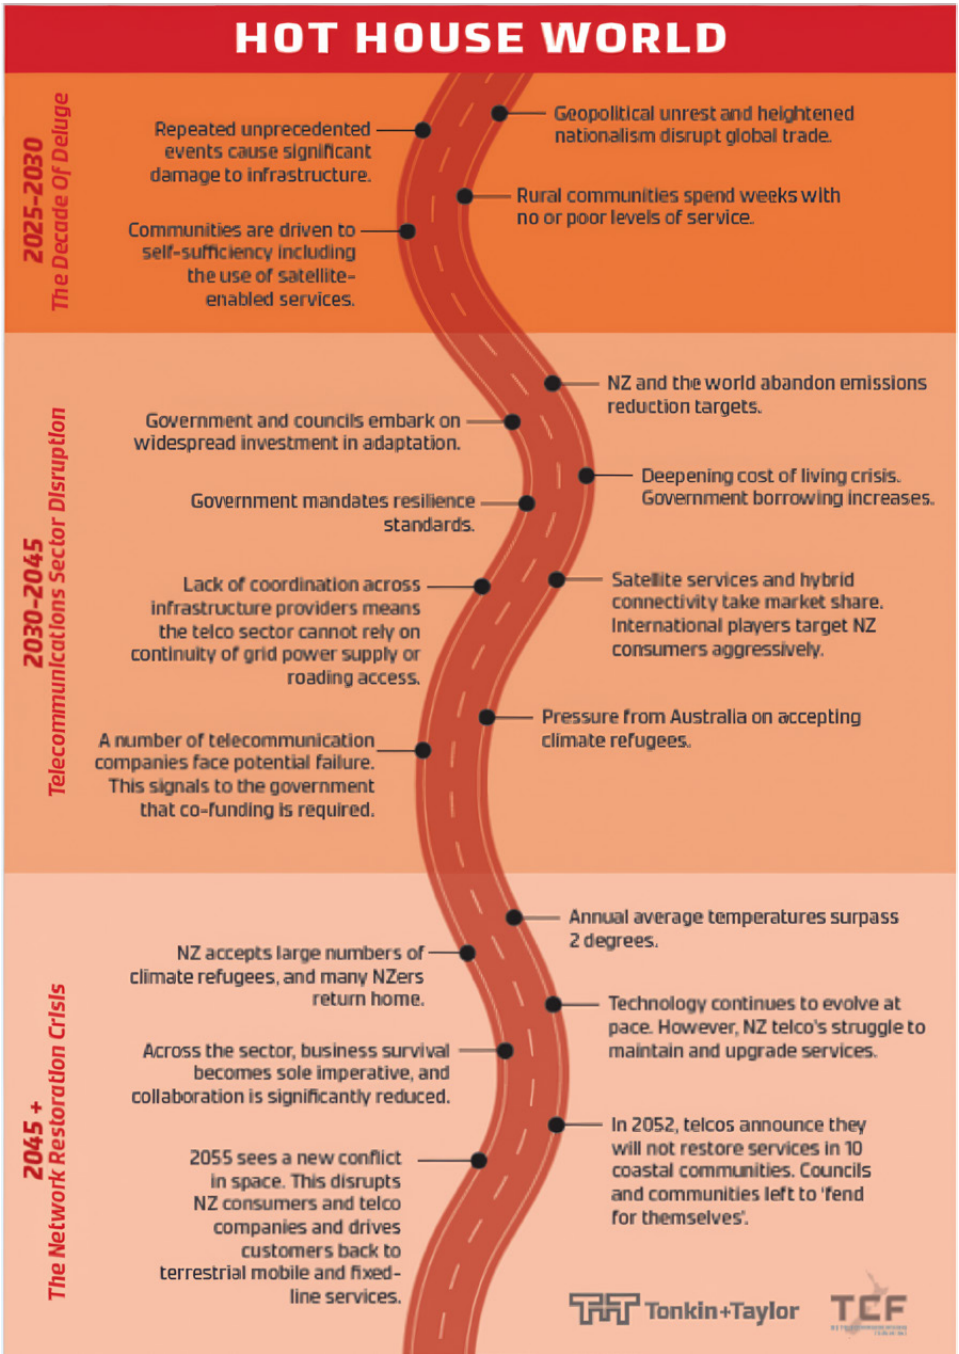 HOT HOUSE WORLD
2025-2030
The Decade Of Deluge
Geopolitical unrest and heightened
nationalism disrupt global trade.
Repeated unprecedented
events cause significant
damage to infrastructure.
Rural communities spend weeks with
no or poor levels of service.
Communities are driven to
self-sufficiency including
the use of satellite-
enabled services.
2030-2045
Telecommunications Sector Disruption
NZ and the world abandon emissions
reduction targets.
Government and councils embark on
widespread investment in adaptation.
Deepening cost of living crisis.
Government borrowing increases.
Government mandates resilience
standards.
Satellite services and hybrid
connectivity take market share.
International players target NZ
consumers aggressively.
Lack of coordination across
infrastructure providers means
the telco sector cannot rely on
continuity of grid power supply or
roading access.
Pressure from Australia on accepting
climate refugees.
A number of telecommunication
companies face potential failure.
This signals to the government
that co-funding is required.
2045 +
The Network Restoration Crisis
Annual average temperatures surpass
2 degrees.
NZ accepts large numbers of
climate refugees, and many NZers
return home.
Technology continues to evolve at
pace. However, NZ telco's struggle to
maintain and upgrade services.
Across the sector, business survival
becomes sole imperative, and
collaboration is significantly reduced.
In 2052, telcos announce they
will not restore services in 10
coastal communities. Councils
and communities left to 'fend
for themselves'.
2055 sees a new conflict
in space. This disrupts
NZ consumers and telco
companies and drives
customers back to
terrestrial mobile and fixed-
line services.
Tonkin+Taylor
TCF